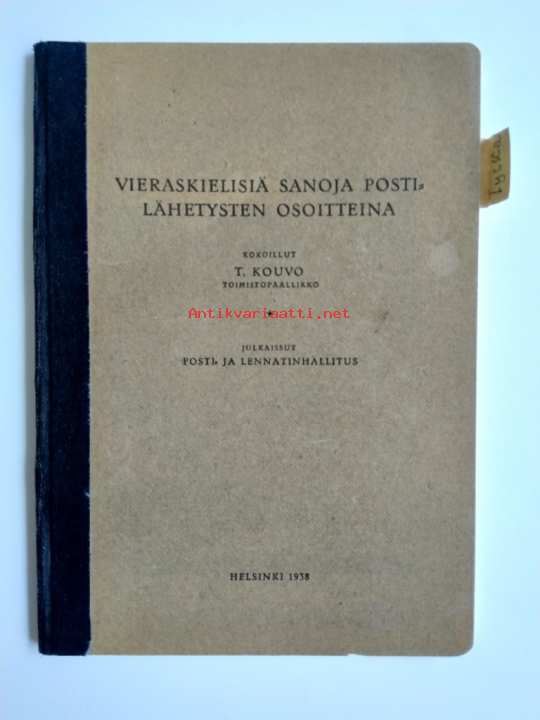 VIERASKIELISIÄ SANOJA POSTI-
LÄHETYSTEN OSOITTEINA
KOKOILLUT
T. KOUVO
TOIMISTOPÄÄLLIKKÖ
Antikvariaatti.net
JULKAISSUT
POSTI- JA LENNÄTINHALLITUS
HELSINKI 1938